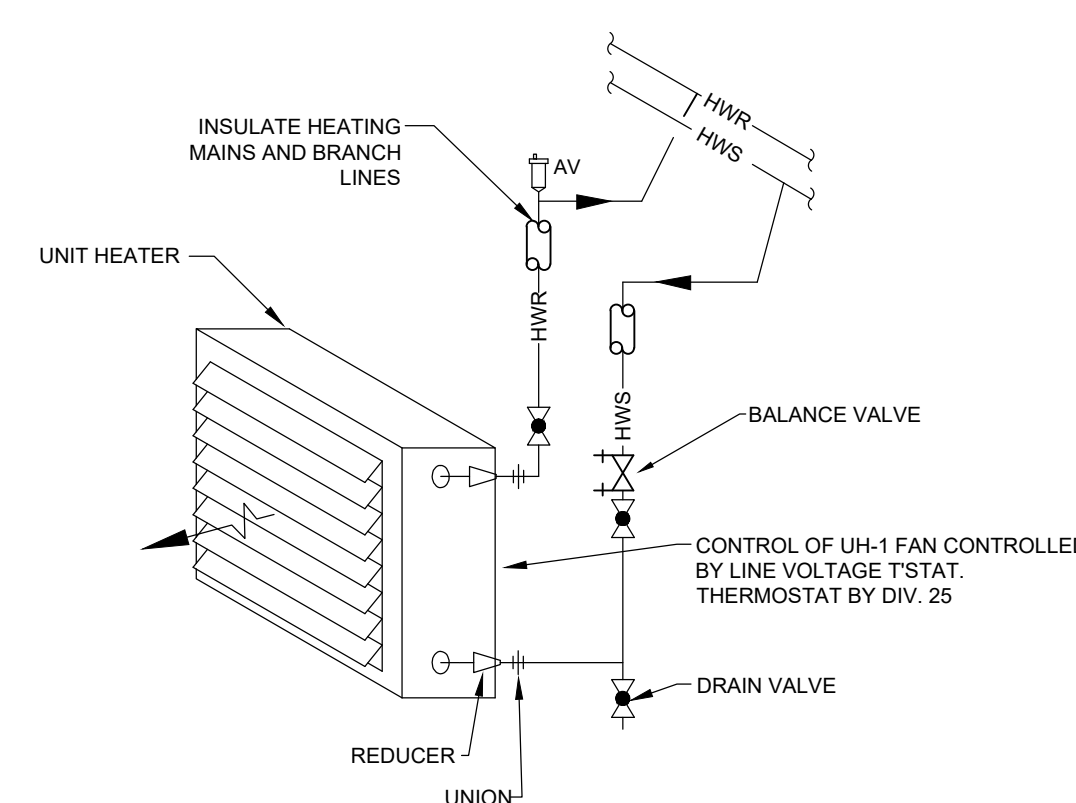 HWR
HWS
INSULATE HEATING
MAINS AND BRANCH
LINES
AV
UNIT HEATER
HWR
HWS
BALANCE VALVE
CONTROL OF UH-1 FAN CONTROLLED
BY LINE VOLTAGE T'STAT.
THERMOSTAT BY DIV. 25
DRAIN VALVE
REDUCER
UNION